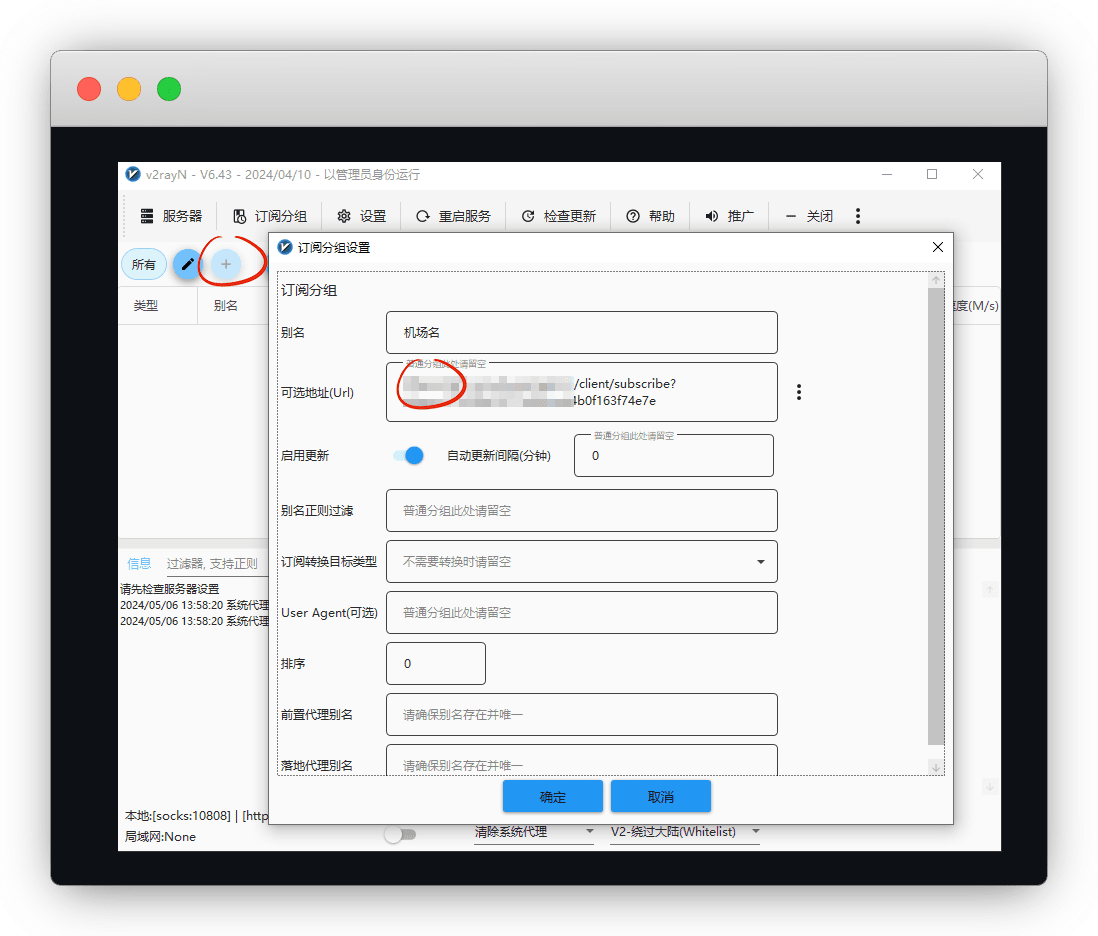 v2rayN - V6.43 - 2024/04/10 - 以管理员身份运行
服务器 订阅分组 设置 重启服务 检查更新 帮助 推广 关闭
所有
类型 别名 度(M/s)
订阅分组设置
订阅分组
别名 机场名
普通分组此处请留空
可选地址(Url) /client/subscribe?
4b0f163f74e7e
普通分组此处请留空
启用更新 自动更新间隔(分钟) 0
别名正则过滤 普通分组此处请留空
订阅转换目标类型 不需要转换时请留空
User Agent(可选) 普通分组此处请留空
排序 0
前置代理别名 请确保别名存在并唯一
落地代理别名 请确保别名存在并唯一
确定 取消
信息 过滤器, 支持正则
请先检查服务器设置
2024/05/06 13:58:20 系统代理
2024/05/06 13:58:20 系统代理
本地:[socks:10808] | [http
局域网:None 清除系统代理 V2-绕过大陆(Whitelist)